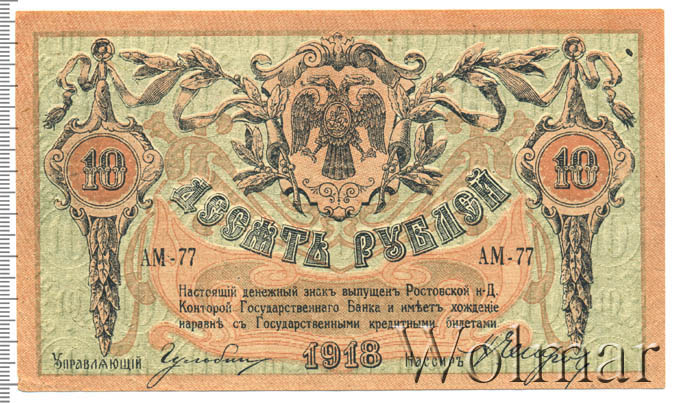 10 10
ДЕСЯТЬ РУБЛЕЙ
АМ-77 АМ-77
Настоящій денежный знакъ выпущенъ Ростовской н-Д.
Конторой Государственнаго Банка и имѣетъ хожденіе
наравнѣ съ Государственными кредитными билетами
Управляющій 1918 Кассиръ
Wolmar